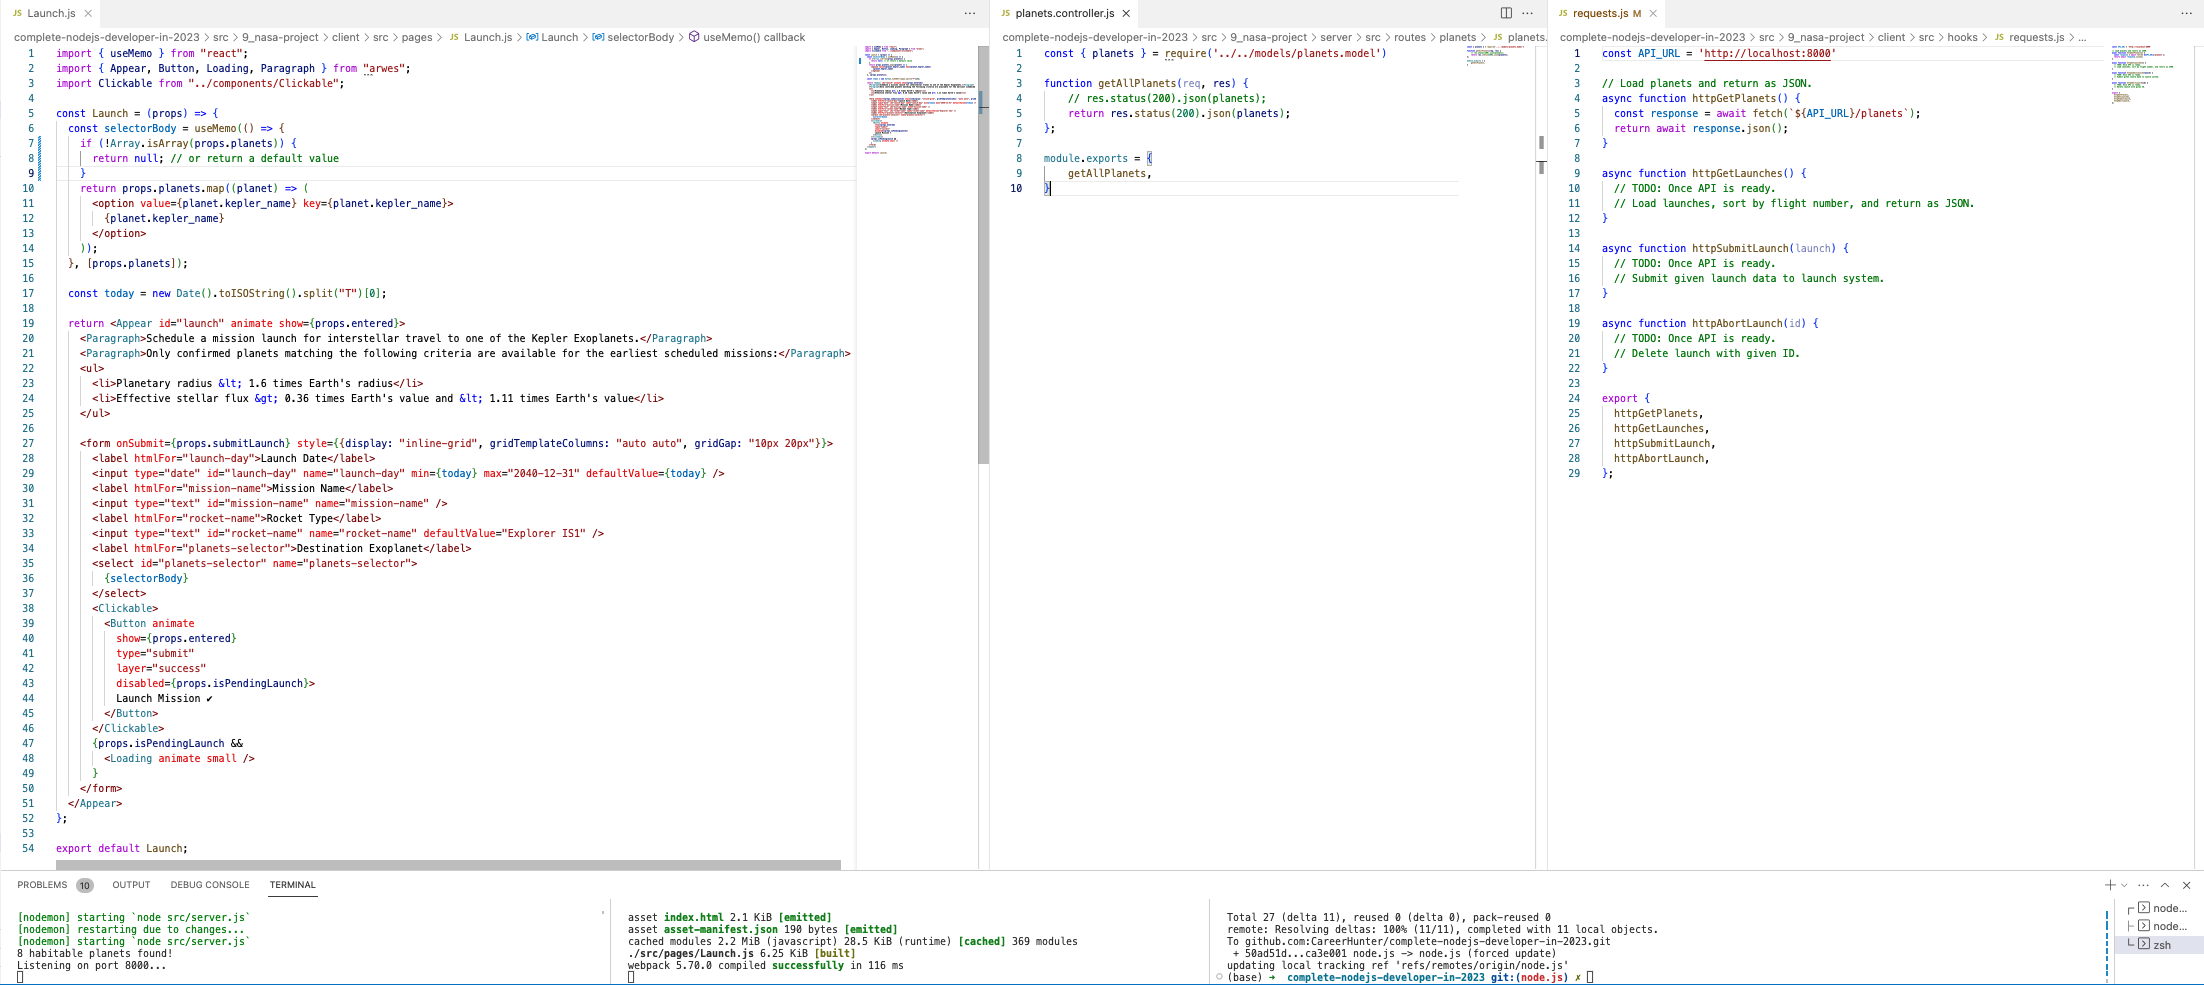 JS Launch.js ×
complete-nodejs-developer-in-2023 > src > 9_nasa-project > client > src > pages > JS Launch.js > Launch > selectorBody > useMemo() callback
1 import { useMemo } from "react";
2 import { Appear, Button, Loading, Paragraph } from "arwes";
3 import Clickable from "../components/Clickable";
4
5 const Launch = (props) => {
6 const selectorBody = useMemo(() => {
7 if (!Array.isArray(props.planets)) {
8 return null; // or return a default value
9 }
10 return props.planets.map((planet) => (
11 <option value={planet.kepler_name} key={planet.kepler_name}>
12 {planet.kepler_name}
13 </option>
14 ));
15 }, [props.planets]);
16
17 const today = new Date().toISOString().split("T")[0];
18
19 return <Appear id="launch" animate show={props.entered}>
20 <Paragraph>Schedule a mission launch for interstellar travel to one of the Kepler Exoplanets.</Paragraph>
21 <Paragraph>Only confirmed planets matching the following criteria are available for the earliest scheduled missions:</Paragraph>
22 <ul>
23 <li>Planetary radius &lt; 1.6 times Earth's radius</li>
24 <li>Effective stellar flux &gt; 0.36 times Earth's value and &lt; 1.11 times Earth's value</li>
25 </ul>
26
27 <form onSubmit={props.submitLaunch} style={{display: "inline-grid", gridTemplateColumns: "auto auto", gridGap: "10px 20px"}}>
28 <label htmlFor="launch-day">Launch Date</label>
29 <input type="date" id="launch-day" name="launch-day" min={today} max="2040-12-31" defaultValue={today} />
30 <label htmlFor="mission-name">Mission Name</label>
31 <input type="text" id="mission-name" name="mission-name" />
32 <label htmlFor="rocket-name">Rocket Type</label>
33 <input type="text" id="rocket-name" name="rocket-name" defaultValue="Explorer IS1" />
34 <label htmlFor="planets-selector">Destination Exoplanet</label>
35 <select id="planets-selector" name="planets-selector">
36 {selectorBody}
37 </select>
38 <Clickable>
39 <Button animate
40 show={props.entered}
41 type="submit"
42 layer="success"
43 disabled={props.isPendingLaunch}>
44 Launch Mission ✔
45 </Button>
46 </Clickable>
47 {props.isPendingLaunch &&
48 <Loading animate small />
49 }
50 </form>
51 </Appear>
52 };
53
54 export default Launch;
JS planets.controller.js ×
complete-nodejs-developer-in-2023 > src > 9_nasa-project > server > src > routes > planets > JS planets.
1 const { planets } = require('../../models/planets.model')
2
3 function getAllPlanets(req, res) {
4 // res.status(200).json(planets);
5 return res.status(200).json(planets);
6 };
7
8 module.exports = {
9 getAllPlanets,
10 }
JS requests.js M ×
complete-nodejs-developer-in-2023 > src > 9_nasa-project > client > src > hooks > JS requests.js > ...
1 const API_URL = 'http://localhost:8000'
2
3 // Load planets and return as JSON.
4 async function httpGetPlanets() {
5 const response = await fetch(`${API_URL}/planets`);
6 return await response.json();
7 }
8
9 async function httpGetLaunches() {
10 // TODO: Once API is ready.
11 // Load launches, sort by flight number, and return as JSON.
12 }
13
14 async function httpSubmitLaunch(launch) {
15 // TODO: Once API is ready.
16 // Submit given launch data to launch system.
17 }
18
19 async function httpAbortLaunch(id) {
20 // TODO: Once API is ready.
21 // Delete launch with given ID.
22 }
23
24 export {
25 httpGetPlanets,
26 httpGetLaunches,
27 httpSubmitLaunch,
28 httpAbortLaunch,
29 };
PROBLEMS 10 OUTPUT DEBUG CONSOLE TERMINAL
[nodemon] starting `node src/server.js`
[nodemon] restarting due to changes...
[nodemon] starting `node src/server.js`
8 habitable planets found!
Listening on port 8000...
asset index.html 2.1 KiB [emitted]
asset asset-manifest.json 190 bytes [emitted]
cached modules 2.2 MiB (javascript) 28.5 KiB (runtime) [cached] 369 modules
./src/pages/Launch.js 6.25 KiB [built]
webpack 5.70.0 compiled successfully in 116 ms
Total 27 (delta 11), reused 0 (delta 0), pack-reused 0
remote: Resolving deltas: 100% (11/11), completed with 11 local objects.
To github.com:CareerHunter/complete-nodejs-developer-in-2023.git
+ 50ad51d...ca3e001 node.js -> node.js (forced update)
updating local tracking ref 'refs/remotes/origin/node.js'
(base) ➜ complete-nodejs-developer-in-2023 git:(node.js) ✗
node...
node...
zsh